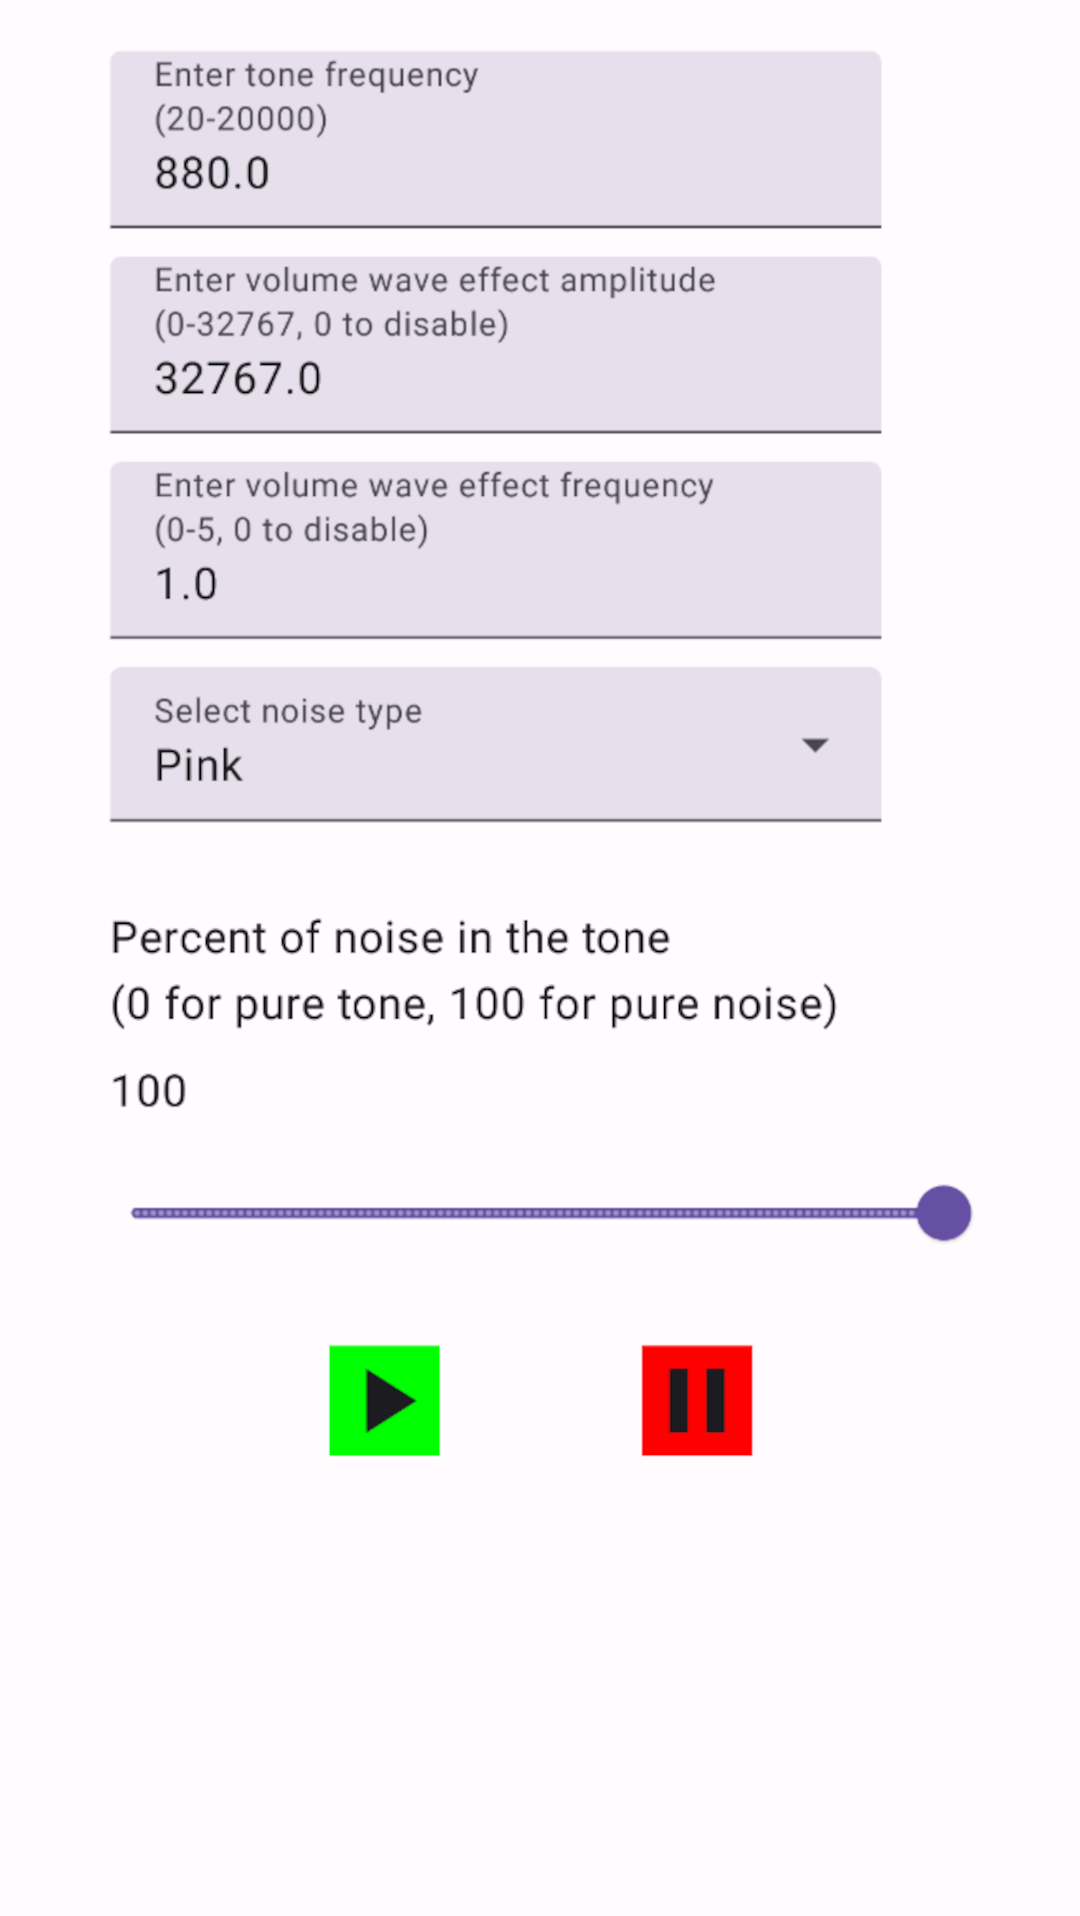 Enter tone frequency
(20-20000)
880.0
Enter volume wave effect amplitude
(0-32767, 0 to disable)
32767.0
Enter volume wave effect frequency
(0-5, 0 to disable)
1.0
Select noise type
Pink
Percent of noise in the tone
(0 for pure tone, 100 for pure noise)
100